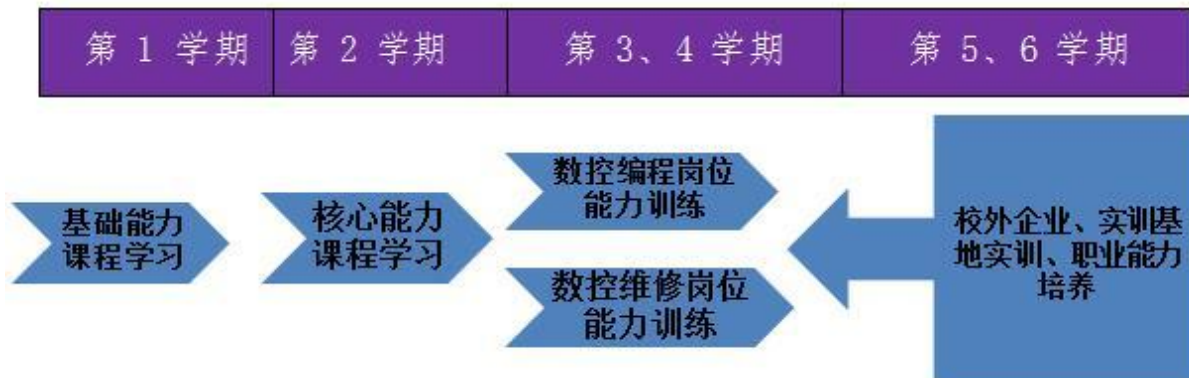 第 1 学期
第 2 学期
第 3、4 学期
第 5、6 学期
基础能力
课程学习
核心能力
课程学习
数控编程岗位
能力训练
数控维修岗位
能力训练
校外企业、实训基
地实训、职业能力
培养